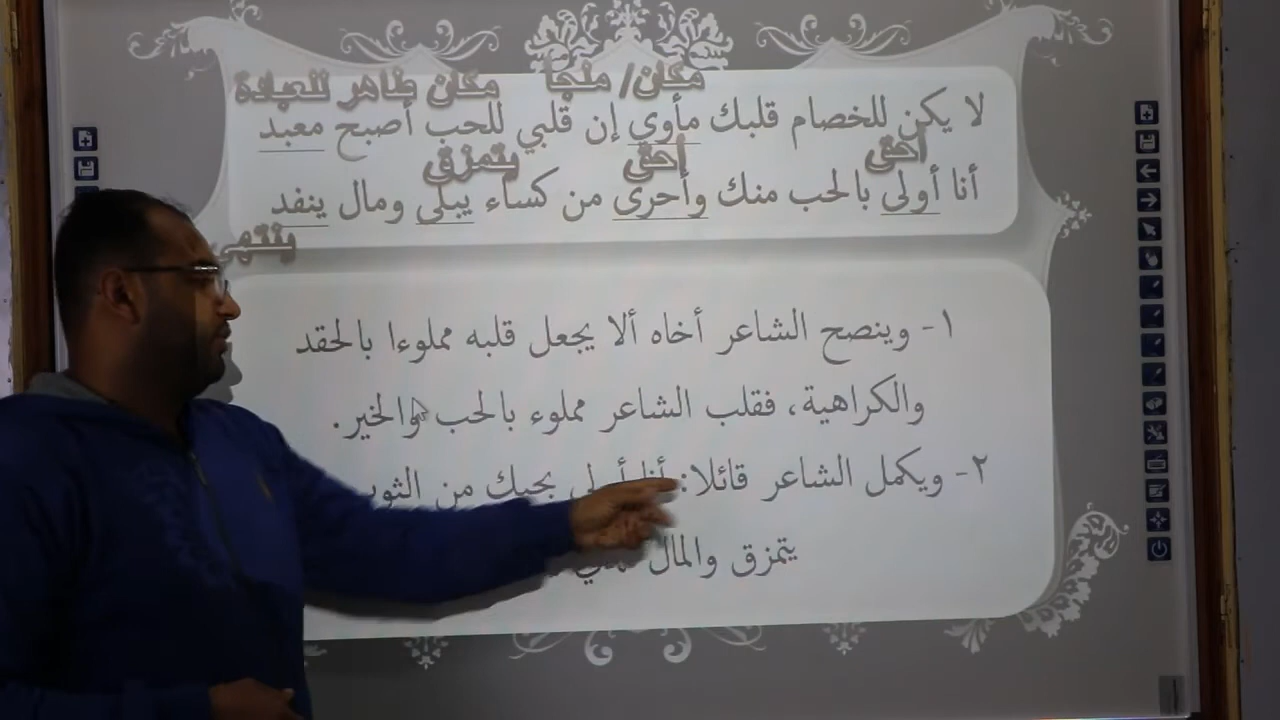 مكان/ ملجأ مكان طاهر للعبادة
لا يكن للخصام قلبك مأوى إن قلبي للحب أصبح معبد
أحق أحق يتمزق
أنا أولى بالحب منك وأحرى من كساء يبلى ومال ينفد
ينتهي
١- وينصح الشاعر أخاه ألا يجعل قلبه مملوءا بالحقد
والكراهية، فقلب الشاعر مملوء بالحب والخير.
٢- ويكمل الشاعر قائلا: أنا أولى بحبك من الثوب
يتمزق والمال